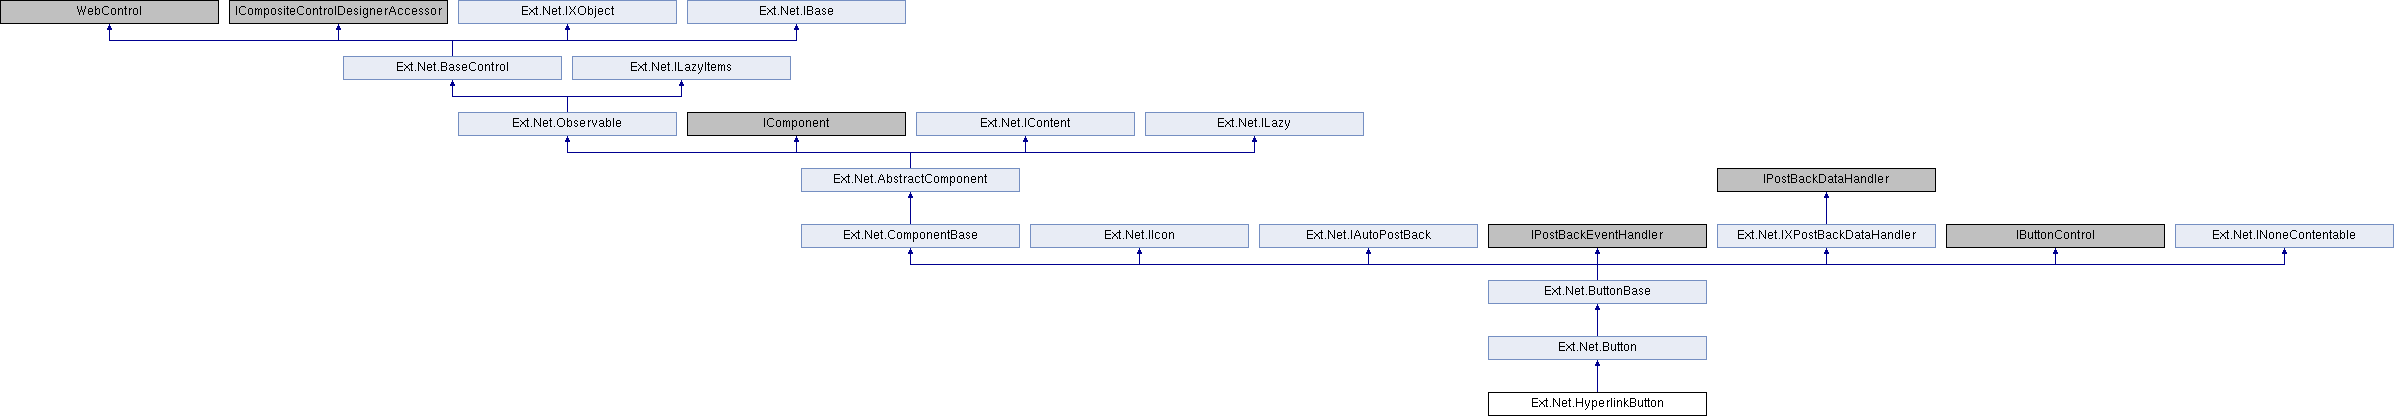 WebControl
ICompositeControlDesignerAccessor
Ext.Net.IXObject
Ext.Net.IBase
Ext.Net.BaseControl
Ext.Net.ILazyItems
Ext.Net.Observable
IComponent
Ext.Net.IContent
Ext.Net.ILazy
Ext.Net.AbstractComponent
IPostBackDataHandler
Ext.Net.ComponentBase
Ext.Net.IIcon
Ext.Net.IAutoPostBack
IPostBackEventHandler
Ext.Net.IXPostBackDataHandler
IButtonControl
Ext.Net.INoneContentable
Ext.Net.ButtonBase
Ext.Net.Button
Ext.Net.HyperlinkButton